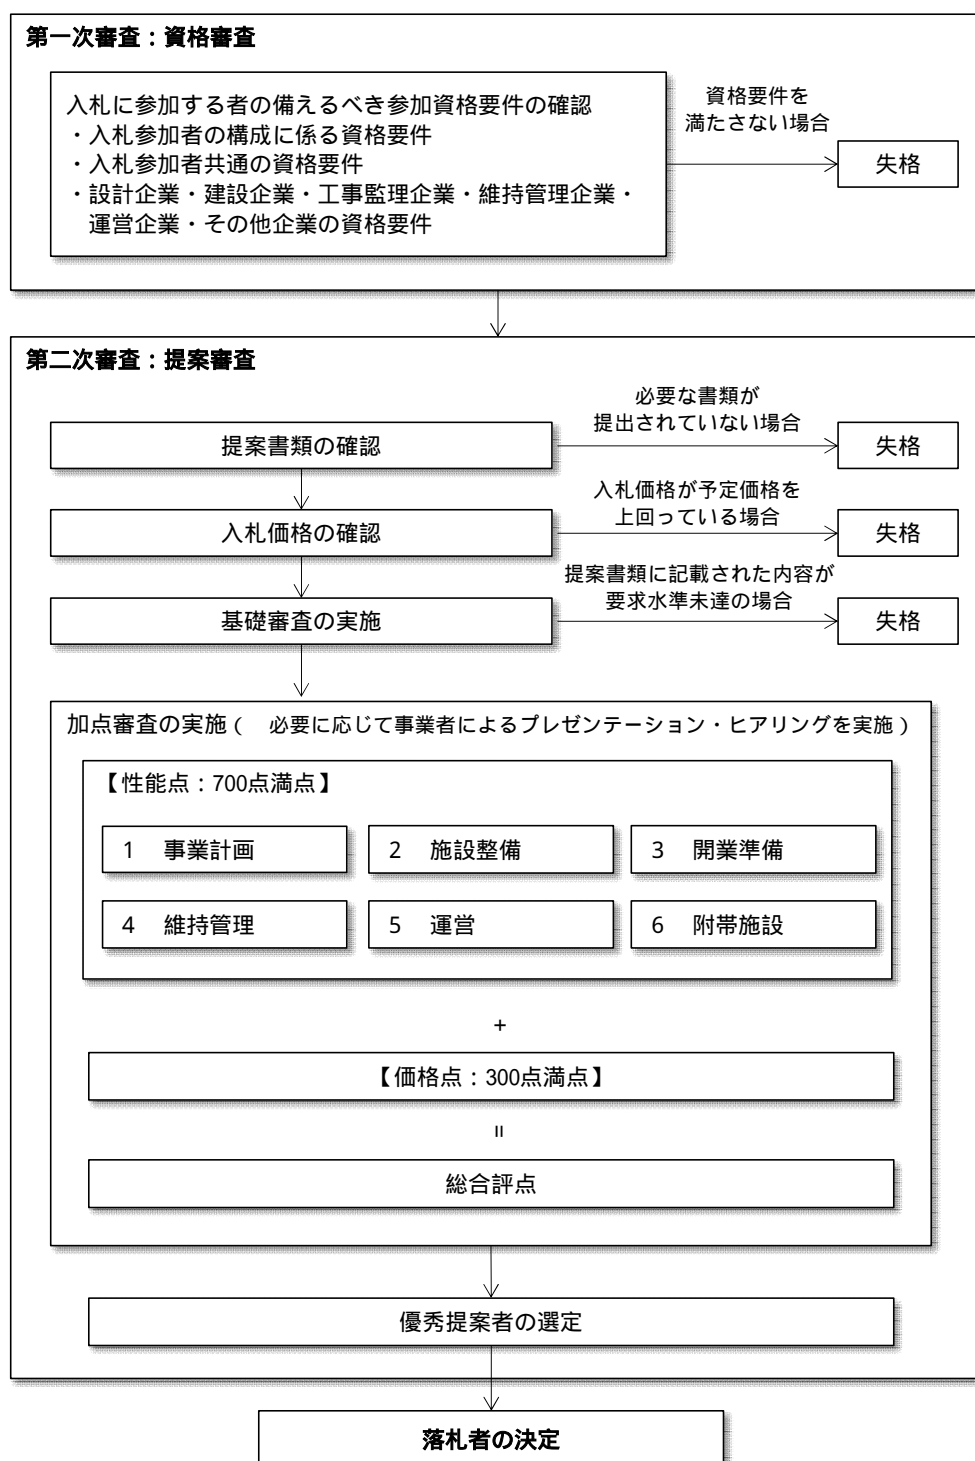 第一次審査：資格審査
入札に参加する者の備えるべき参加資格要件の確認
・入札参加者の構成に係る資格要件
・入札参加者共通の資格要件
・設計企業・建設企業・工事監理企業・維持管理企業・
運営企業・その他企業の資格要件
資格要件を
満たさない場合
失格
第二次審査：提案審査
提案書類の確認
必要な書類が
提出されていない場合
失格
入札価格の確認
入札価格が予定価格を
上回っている場合
失格
基礎審査の実施
提案書類に記載された内容が
要求水準未達の場合
失格
加点審査の実施（　必要に応じて事業者によるプレゼンテーション・ヒアリングを実施）
【性能点：700点満点】
1　事業計画
2　施設整備
3　開業準備
4　維持管理
5　運営
6　附帯施設
+
【価格点：300点満点】
=
総合評点
優秀提案者の選定
落札者の決定